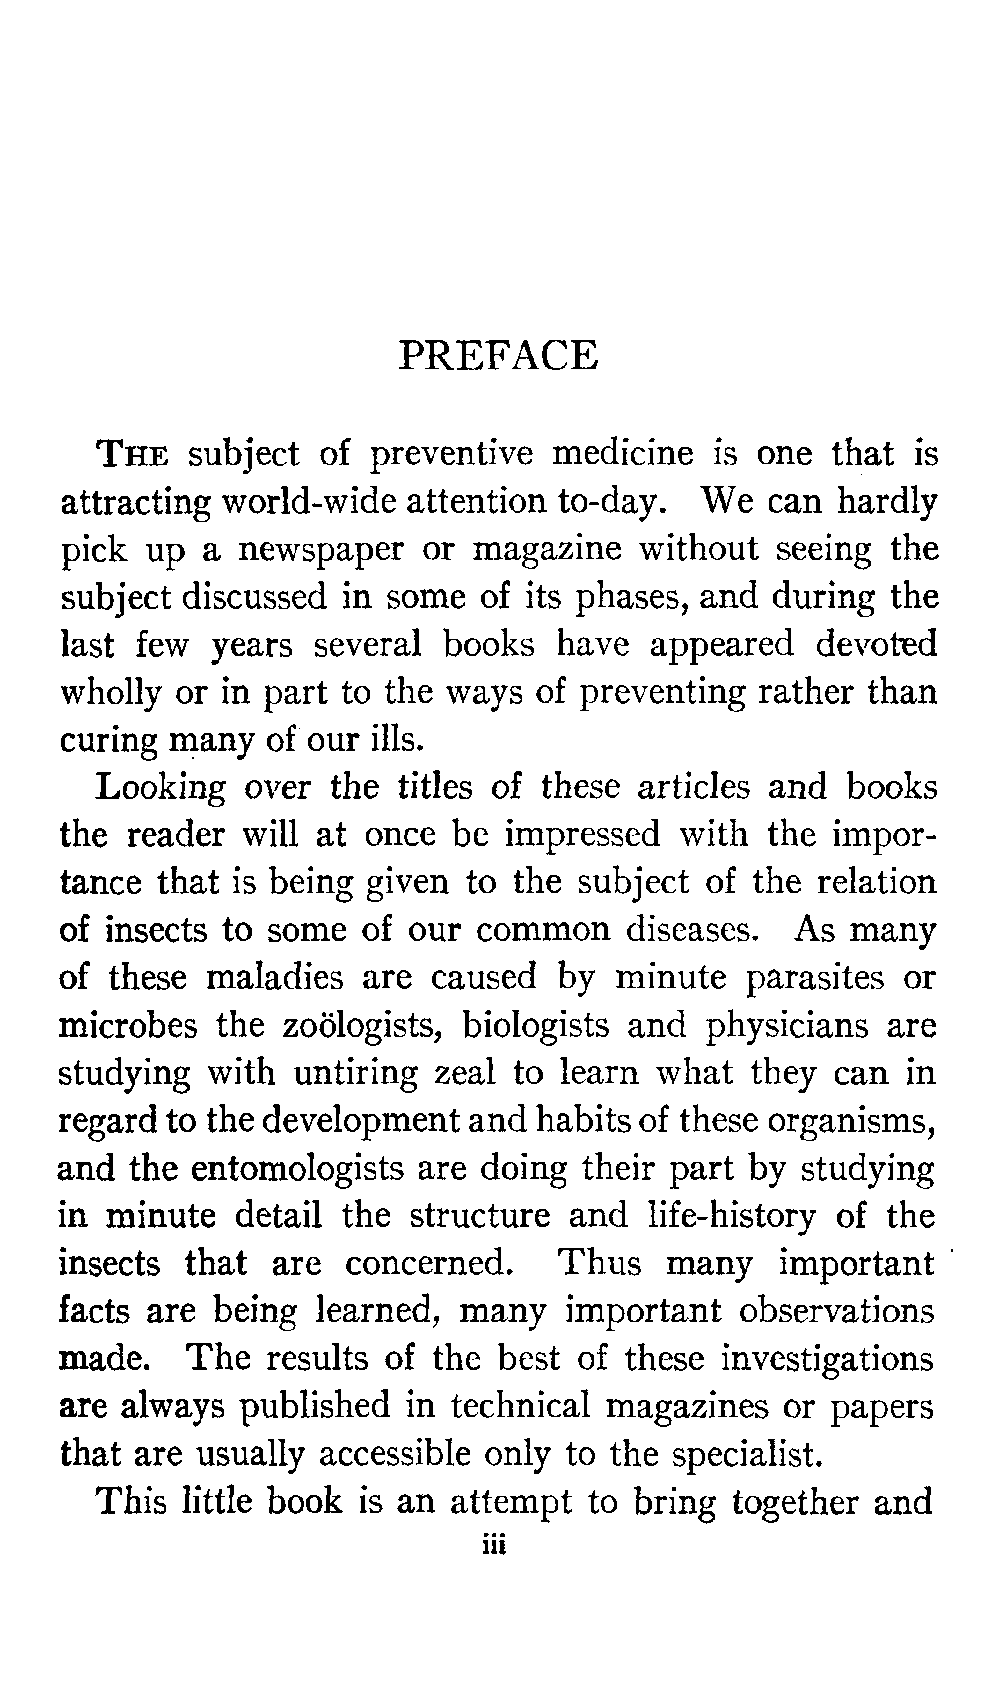 PREFACE
THE subject of preventive medicine is one that is
attracting world-wide attention to-day. We can hardly
pick up a newspaper or magazine without seeing the
subject discussed in some of its phases, and during the
last few years several books have appeared devoted
wholly or in part to the ways of preventing rather than
curing many of our ills.
Looking over the titles of these articles and books
the reader will at once be impressed with the impor-
tance that is being given to the subject of the relation
of insects to some of our common diseases. As many
of these maladies are caused by minute parasites or
microbes the zoölogists, biologists and physicians are
studying with untiring zeal to learn what they can in
regard to the development and habits of these organisms,
and the entomologists are doing their part by studying
in minute detail the structure and life-history of the
insects that are concerned. Thus many important
facts are being learned, many important observations
made. The results of the best of these investigations
are always published in technical magazines or papers
that are usually accessible only to the specialist.
This little book is an attempt to bring together and
iii